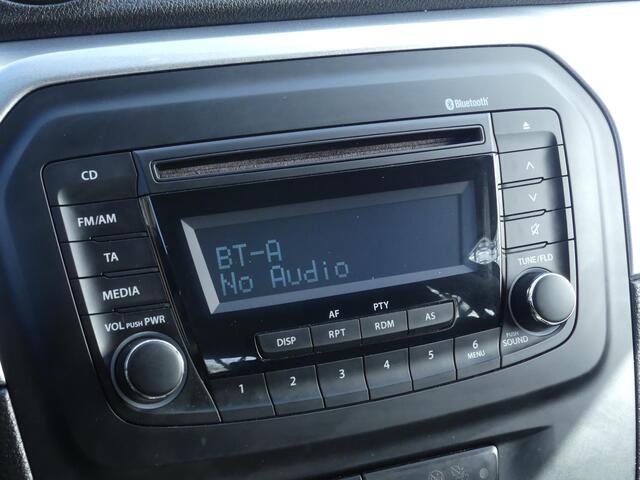 Bluetooth
CD
FM/AM
TA
MEDIA
VOL PUSH PWR
BT-A
No Audio
TUNE/FLD
PUSH SOUND
AF
PTY
DISP
RPT
RDM
AS
1
2
3
4
5
6
MENU